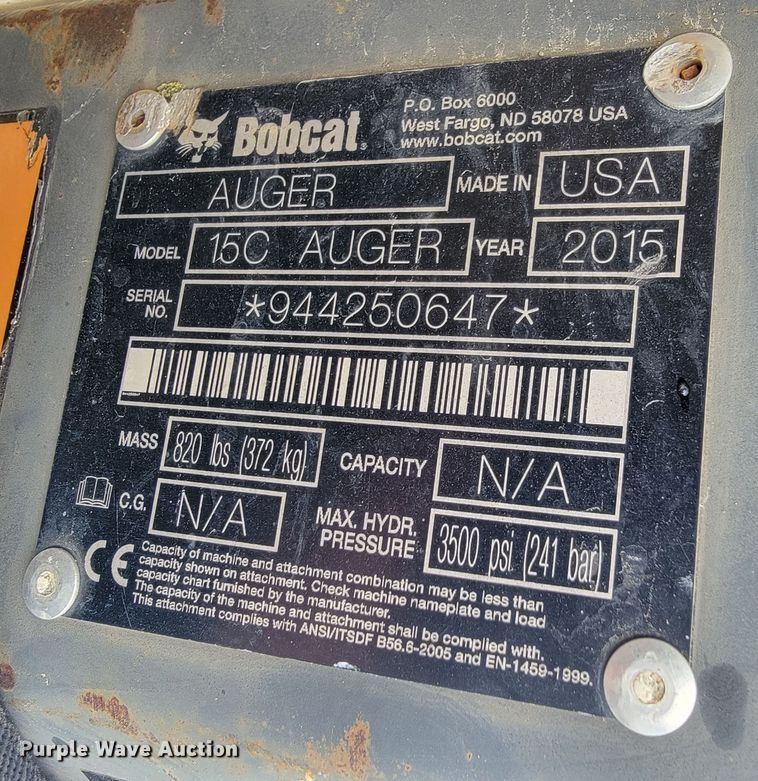 Bobcat
P.O. Box 6000
West Fargo, ND 58078 USA
www.bobcat.com
AUGER
MADE IN USA
MODEL 15C AUGER YEAR 2015
SERIAL NO. *944250647*
MASS 820 lbs (372 kg)
CAPACITY N/A
C.G. N/A
MAX. HYDR. PRESSURE 3500 psi (241 bar)
CE
Capacity of machine and attachment combination may be less than
capacity shown on attachment. Check machine nameplate and load
capacity chart furnished by the manufacturer.
The capacity of the machine and attachment shall be complied with.
This attachment complies with ANSI/ITSDF B56.6-2005 and EN-1459-1999.
Purple Wave Auction